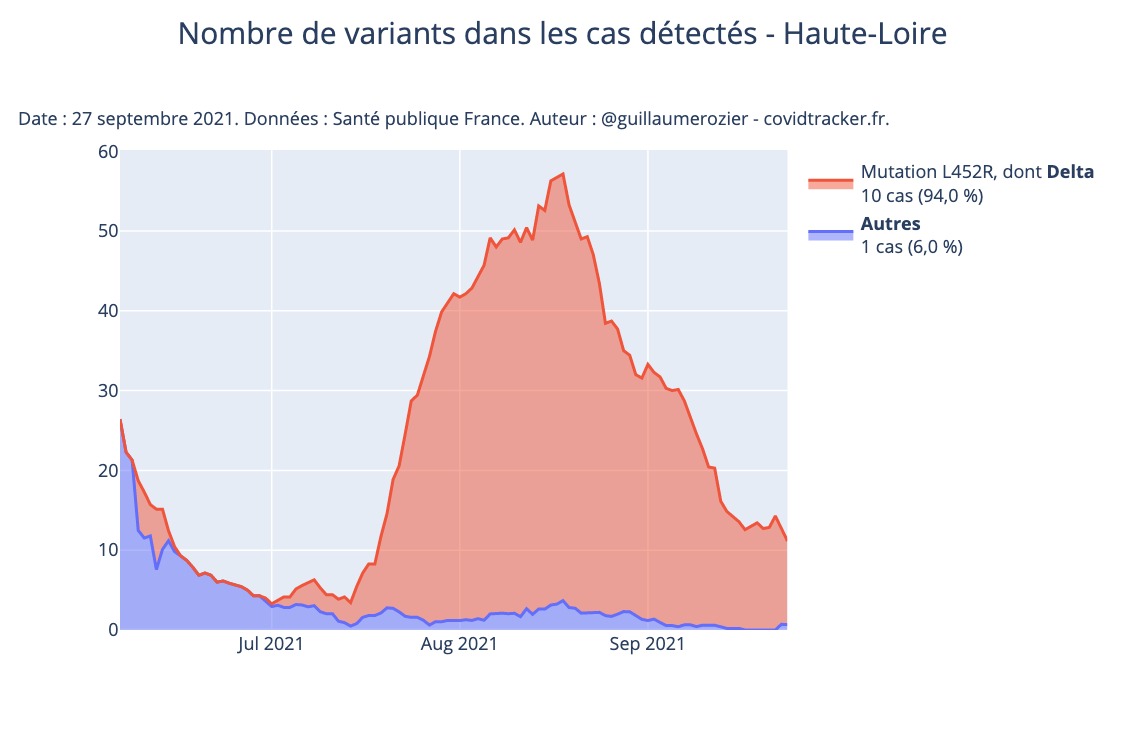 Nombre de variants dans les cas détectés - Haute-Loire
Date : 27 septembre 2021. Données : Santé publique France. Auteur : @guillaumerozier - covidtracker.fr.
60
50
40
30
20
10
0
Jul 2021
Aug 2021
Sep 2021
Mutation L452R, dont Delta
10 cas (94,0 %)
Autres
1 cas (6,0 %)